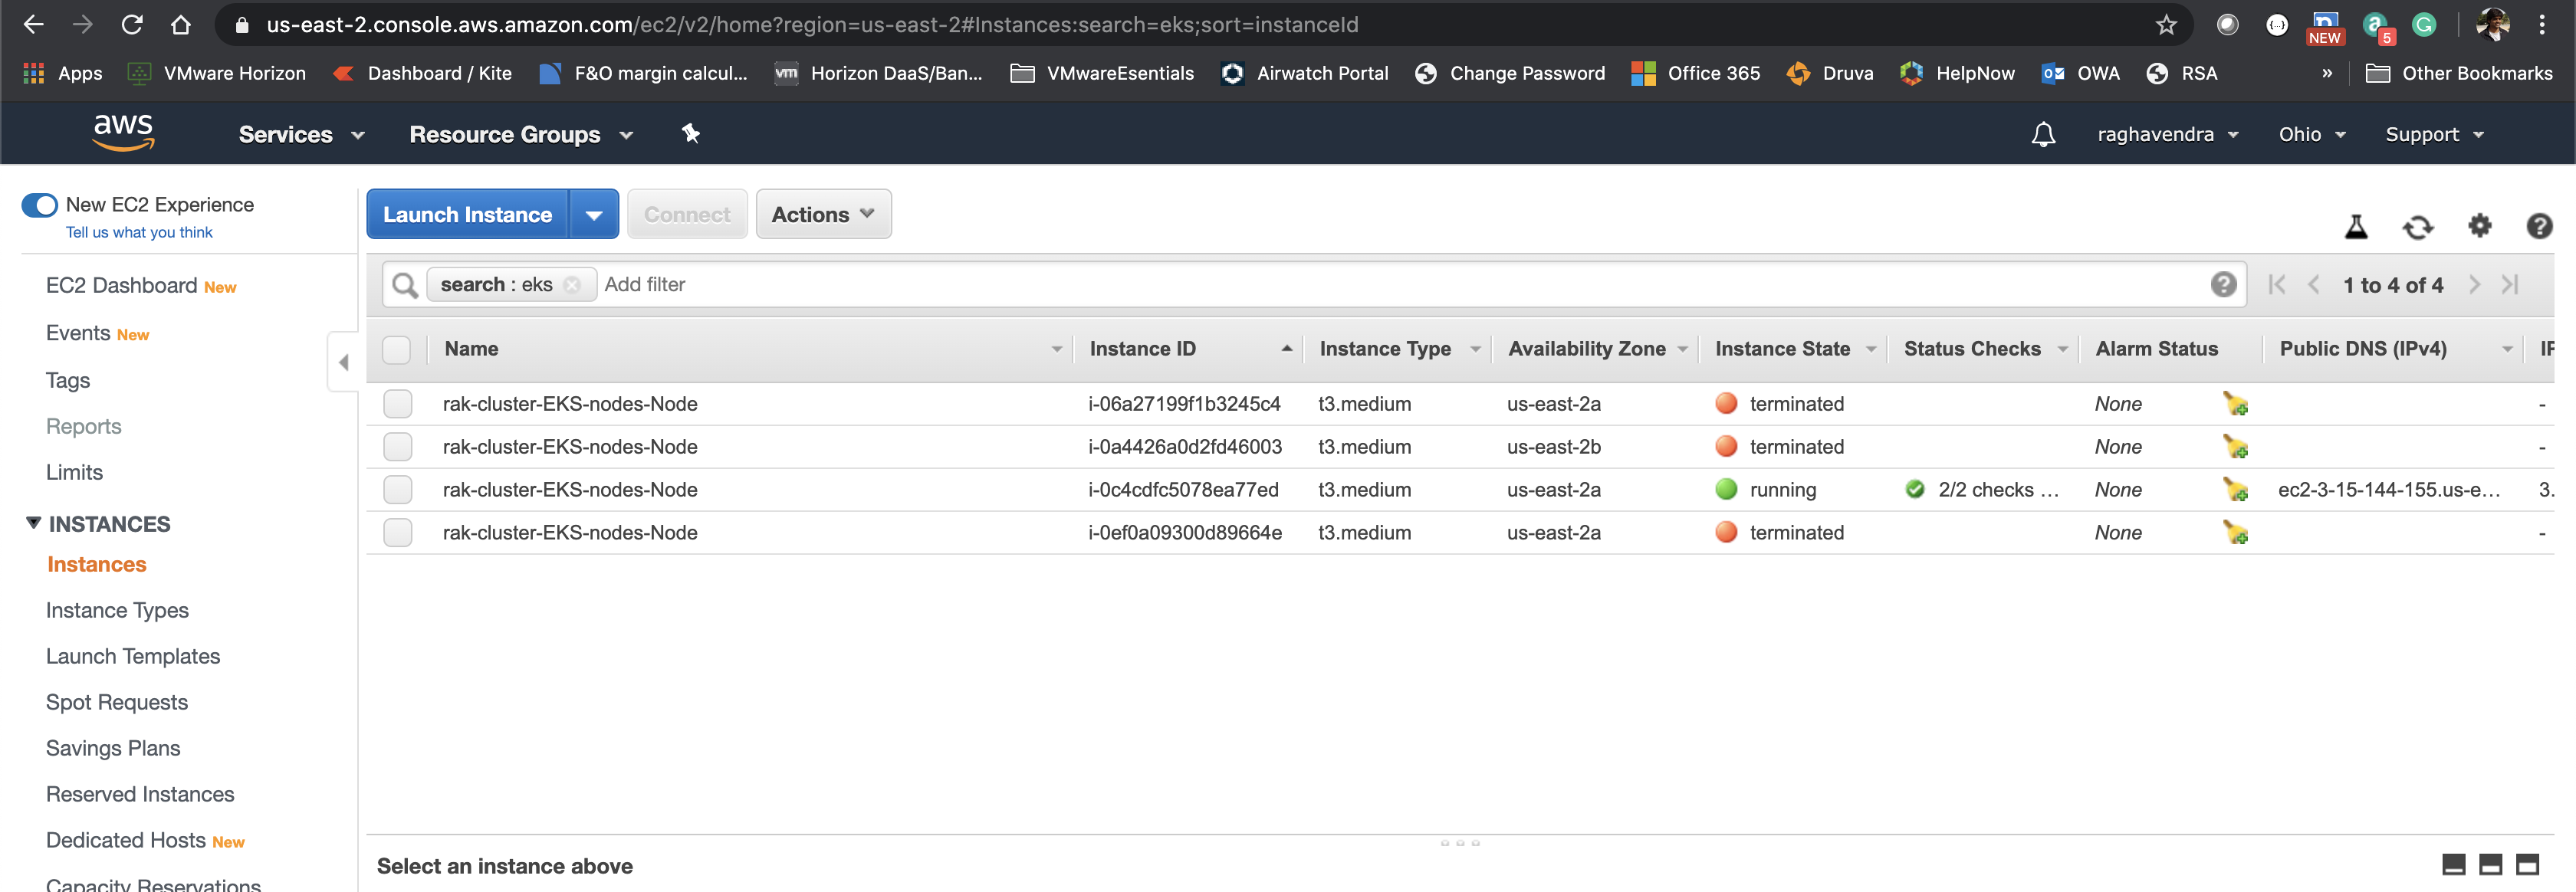 us-east-2.console.aws.amazon.com/ec2/v2/home?region=us-east-2#Instances:search=eks;sort=instanceId
NEW
a 5
G
Apps VMware Horizon Dashboard / Kite F&O margin calcul... vm Horizon DaaS/Ban... VMwareEsentials Airwatch Portal Change Password Office 365 Druva HelpNow OWA RSA » Other Bookmarks
aws Services Resource Groups raghavendra Ohio Support
New EC2 Experience
Tell us what you think
Launch Instance Connect Actions
search : eks Add filter 1 to 4 of 4
EC2 Dashboard New
Events New
Tags
Reports
Limits
INSTANCES
Instances
Instance Types
Launch Templates
Spot Requests
Savings Plans
Reserved Instances
Dedicated Hosts New
Capacity Reservations
Name Instance ID Instance Type Availability Zone Instance State Status Checks Alarm Status Public DNS (IPv4) IP
rak-cluster-EKS-nodes-Node i-06a27199f1b3245c4 t3.medium us-east-2a terminated None -
rak-cluster-EKS-nodes-Node i-0a4426a0d2fd46003 t3.medium us-east-2b terminated None -
rak-cluster-EKS-nodes-Node i-0c4cdfc5078ea77ed t3.medium us-east-2a running 2/2 checks ... None ec2-3-15-144-155.us-e... 3.
rak-cluster-EKS-nodes-Node i-0ef0a09300d89664e t3.medium us-east-2a terminated None -
Select an instance above